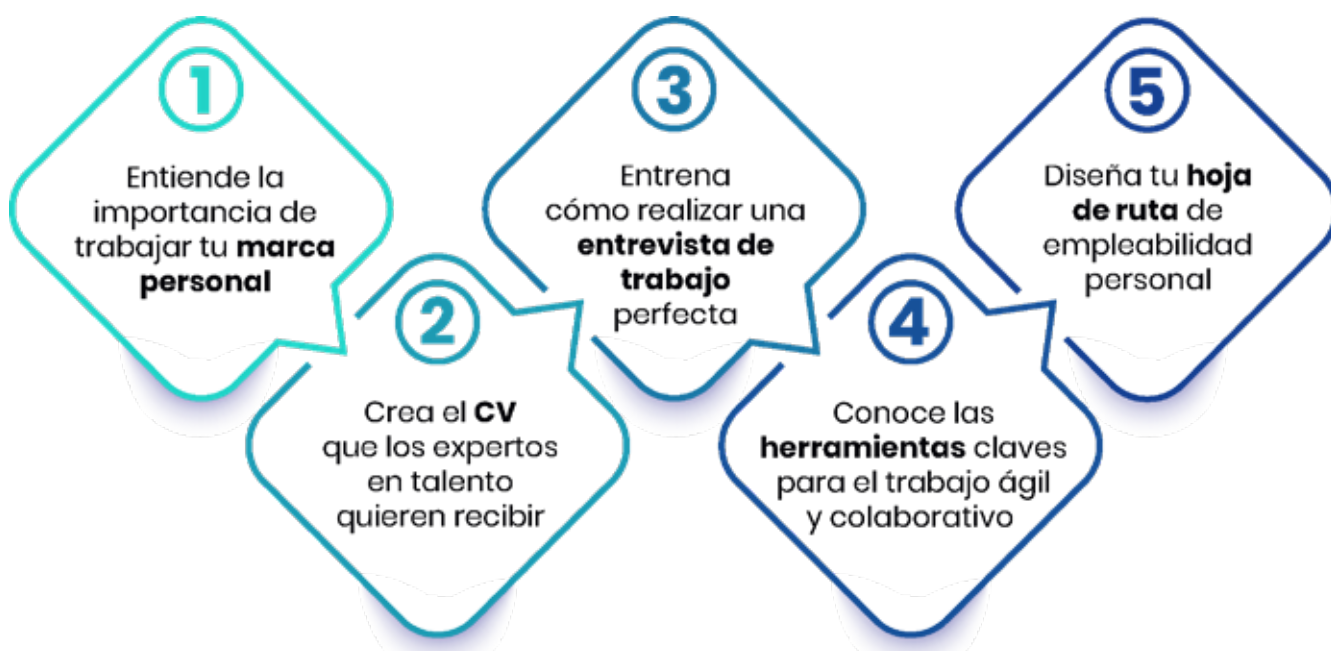 1
Entiende la
importancia de
trabajar tu marca
personal
2
Crea el CV
que los expertos
en talento
quieren recibir
3
Entrena
cómo realizar una
entrevista de
trabajo
perfecta
4
Conoce las
herramientas claves
para el trabajo ágil
y colaborativo
5
Diseña tu hoja
de ruta de
empleabilidad
personal